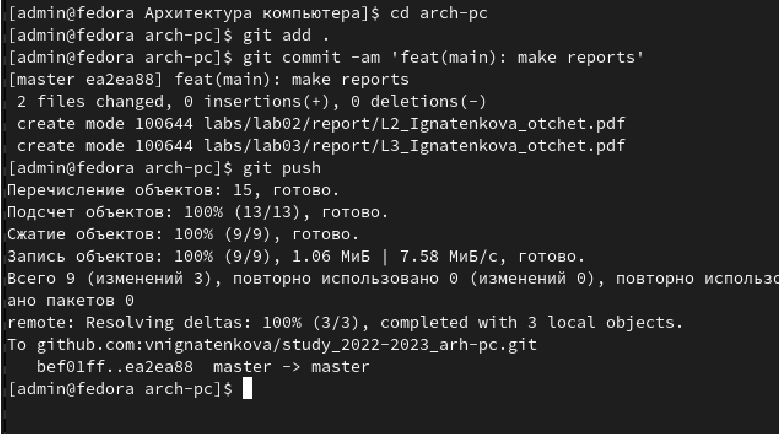 [admin@fedora Архитектура компьютера]$ cd arch-pc
[admin@fedora arch-pc]$ git add .
[admin@fedora arch-pc]$ git commit -am 'feat(main): make reports'
[master ea2ea88] feat(main): make reports
 2 files changed, 0 insertions(+), 0 deletions(-)
 create mode 100644 labs/lab02/report/L2_Ignatenkova_otchet.pdf
 create mode 100644 labs/lab03/report/L3_Ignatenkova_otchet.pdf
[admin@fedora arch-pc]$ git push
Перечисление объектов: 15, готово.
Подсчет объектов: 100% (13/13), готово.
Сжатие объектов: 100% (9/9), готово.
Запись объектов: 100% (9/9), 1.06 МиБ | 7.58 МиБ/с, готово.
Всего 9 (изменений 3), повторно использовано 0 (изменений 0), повторно использо
ано пакетов 0
remote: Resolving deltas: 100% (3/3), completed with 3 local objects.
To github.com:vnignatenkova/study_2022-2023_arh-pc.git
   bef01ff..ea2ea88  master -> master
[admin@fedora arch-pc]$